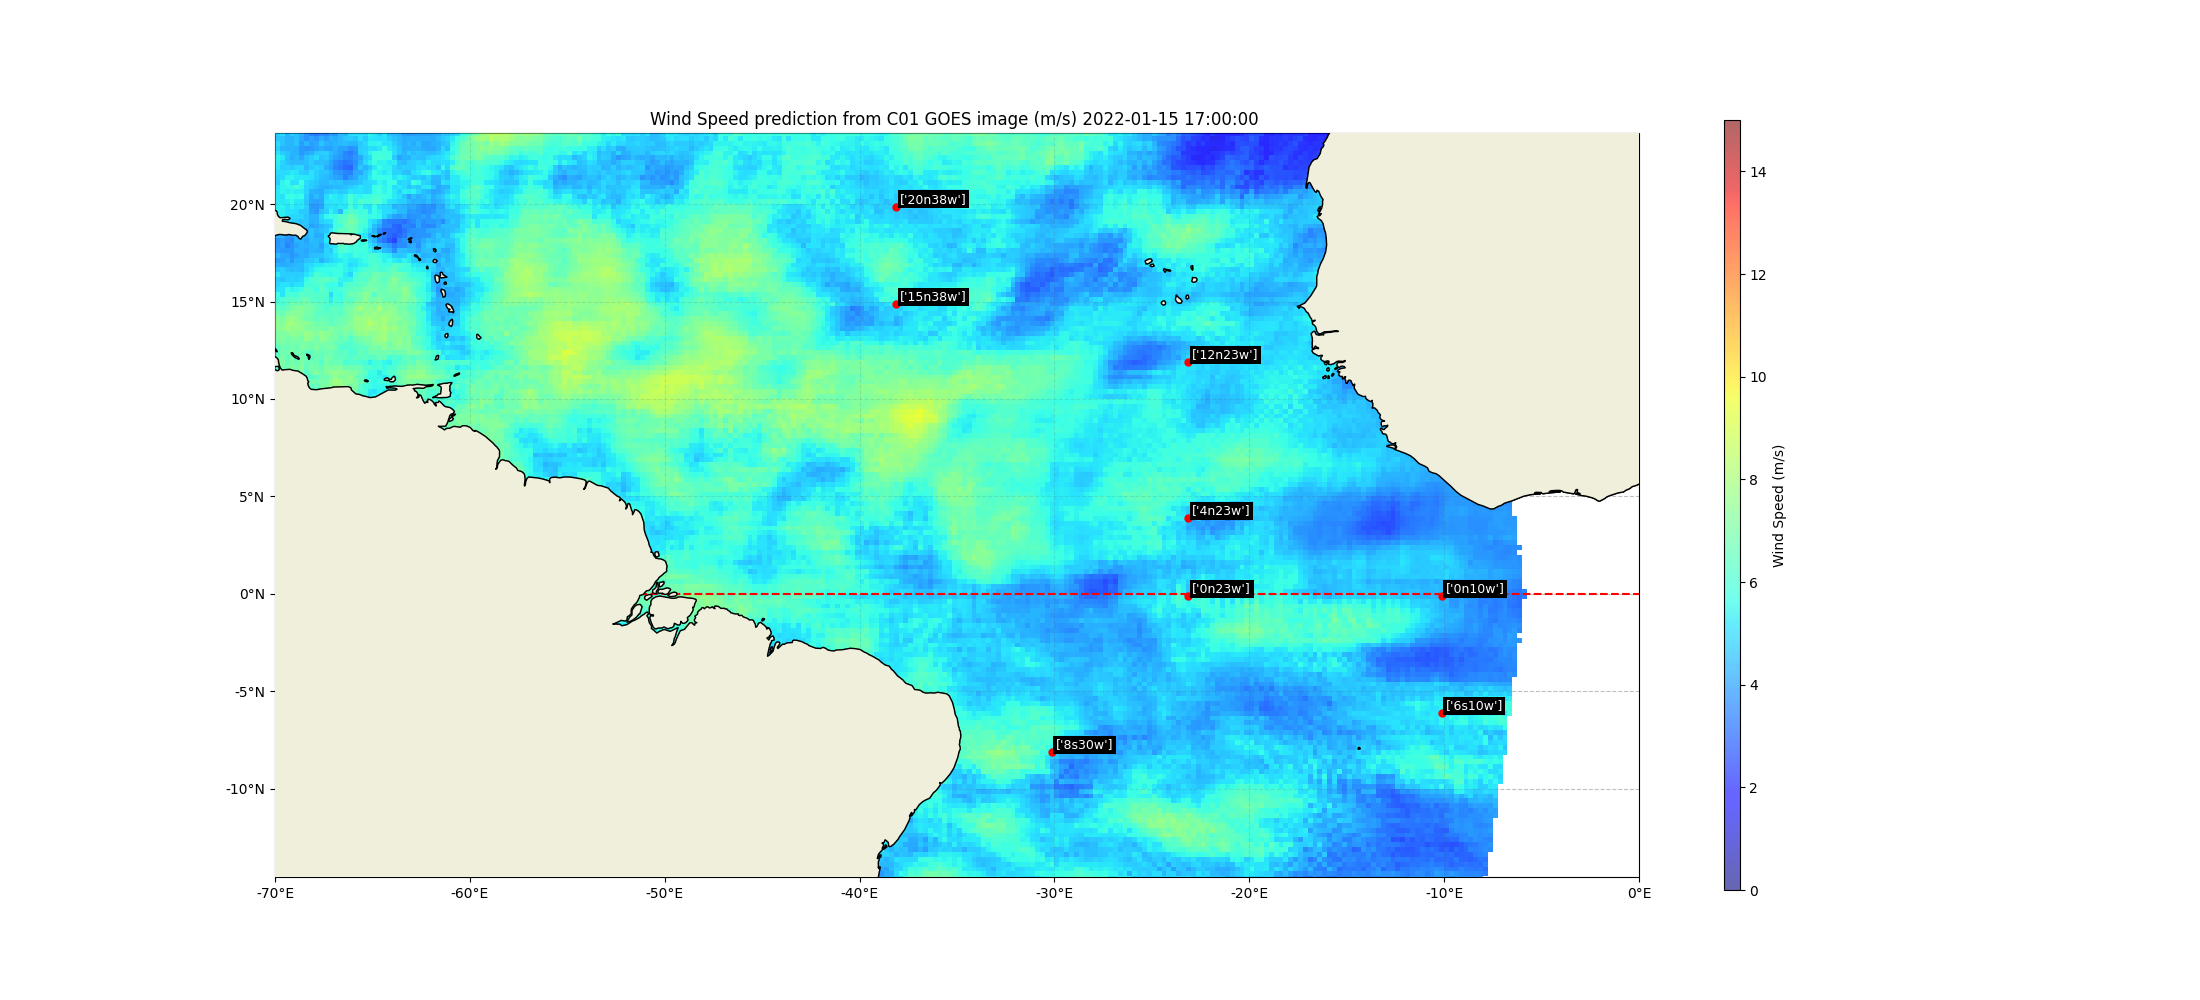 Wind Speed prediction from C01 GOES image (m/s) 2022-01-15 17:00:00
20°N
15°N
10°N
5°N
0°N
-5°N
-10°N
-70°E
-60°E
-50°E
-40°E
-30°E
-20°E
-10°E
0°E
['20n38w']
['15n38w']
['12n23w']
['4n23w']
['0n23w']
['0n10w']
['6s10w']
['8s30w']
14
12
10
8
6
4
2
0
Wind Speed (m/s)